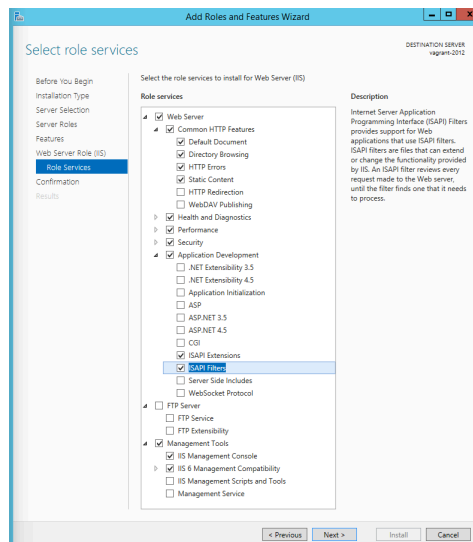 Add Roles and Features Wizard
Select role services
DESTINATION SERVER
vagrant-2012
Before You Begin
Installation Type
Server Selection
Server Roles
Features
Web Server Role (IIS)
Role Services
Confirmation
Results
Select the role services to install for Web Server (IIS)
Role services
Web Server
Common HTTP Features
Default Document
Directory Browsing
HTTP Errors
Static Content
HTTP Redirection
WebDAV Publishing
Health and Diagnostics
Performance
Security
Application Development
.NET Extensibility 3.5
.NET Extensibility 4.5
Application Initialization
ASP
ASP.NET 3.5
ASP.NET 4.5
CGI
ISAPI Extensions
ISAPI Filters
Server Side Includes
WebSocket Protocol
FTP Server
FTP Service
FTP Extensibility
Management Tools
IIS Management Console
IIS 6 Management Compatibility
IIS Management Scripts and Tools
Management Service
Description
Internet Server Application
Programming Interface (ISAPI) Filters
provides support for Web
applications that use ISAPI filters.
ISAPI filters are files that can extend
or change the functionality provided
by IIS. An ISAPI filter reviews every
request made to the Web server,
until the filter finds one that it needs
to process.
< Previous
Next >
Install
Cancel